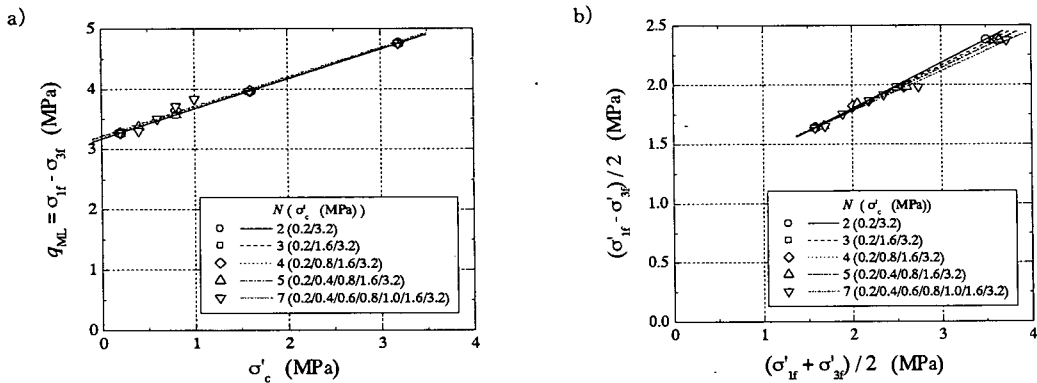 a)
5
4
3
2
1
0
q_ML = σ_1f - σ_3f (MPa)
N ( σ'_c (MPa) )
2 (0.2/3.2)
3 (0.2/1.6/3.2)
4 (0.2/0.8/1.6/3.2)
5 (0.2/0.4/0.8/1.6/3.2)
7 (0.2/0.4/0.6/0.8/1.0/1.6/3.2)
0 1 2 3 4
σ'_c (MPa)
b)
2.5
2.0
1.5
1.0
0.5
0.0
(σ'_1f - σ'_3f) / 2 (MPa)
N ( σ'_c (MPa))
2 (0.2/3.2)
3 (0.2/1.6/3.2)
4 (0.2/0.8/1.6/3.2)
5 (0.2/0.4/0.8/1.6/3.2)
7 (0.2/0.4/0.6/0.8/1.0/1.6/3.2)
0 1 2 3 4
(σ'_1f + σ'_3f) / 2 (MPa)